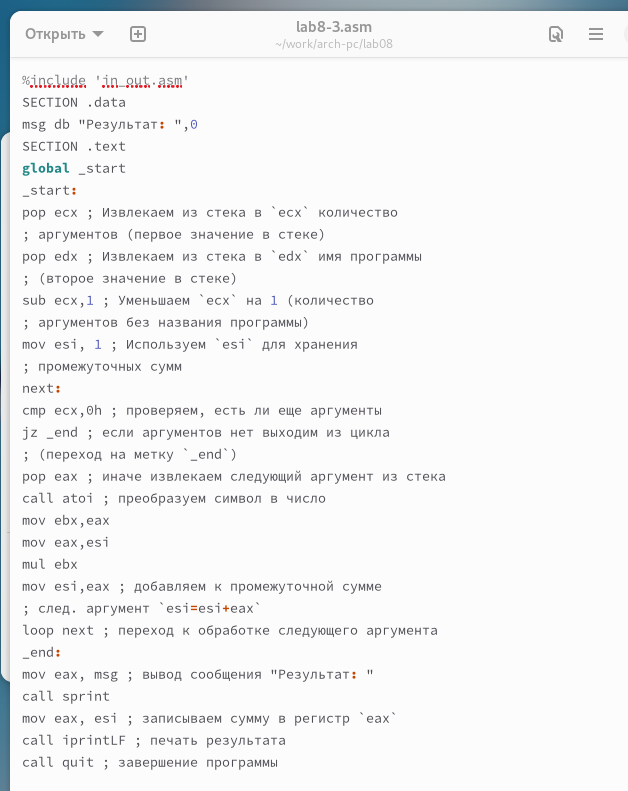 Открыть
lab8-3.asm
~/work/arch-pc/lab08
%include 'in_out.asm'
SECTION .data
msg db "Результат: ",0
SECTION .text
global _start
_start:
pop ecx ; Извлекаем из стека в `ecx` количество
; аргументов (первое значение в стеке)
pop edx ; Извлекаем из стека в `edx` имя программы
; (второе значение в стеке)
sub ecx,1 ; Уменьшаем `ecx` на 1 (количество
; аргументов без названия программы)
mov esi, 1 ; Используем `esi` для хранения
; промежуточных сумм
next:
cmp ecx,0h ; проверяем, есть ли еще аргументы
jz _end ; если аргументов нет выходим из цикла
; (переход на метку `_end`)
pop eax ; иначе извлекаем следующий аргумент из стека
call atoi ; преобразуем символ в число
mov ebx,eax
mov eax,esi
mul ebx
mov esi,eax ; добавляем к промежуточной сумме
; след. аргумент `esi=esi+eax`
loop next ; переход к обработке следующего аргумента
_end:
mov eax, msg ; вывод сообщения "Результат: "
call sprint
mov eax, esi ; записываем сумму в регистр `eax`
call iprintLF ; печать результата
call quit ; завершение программы